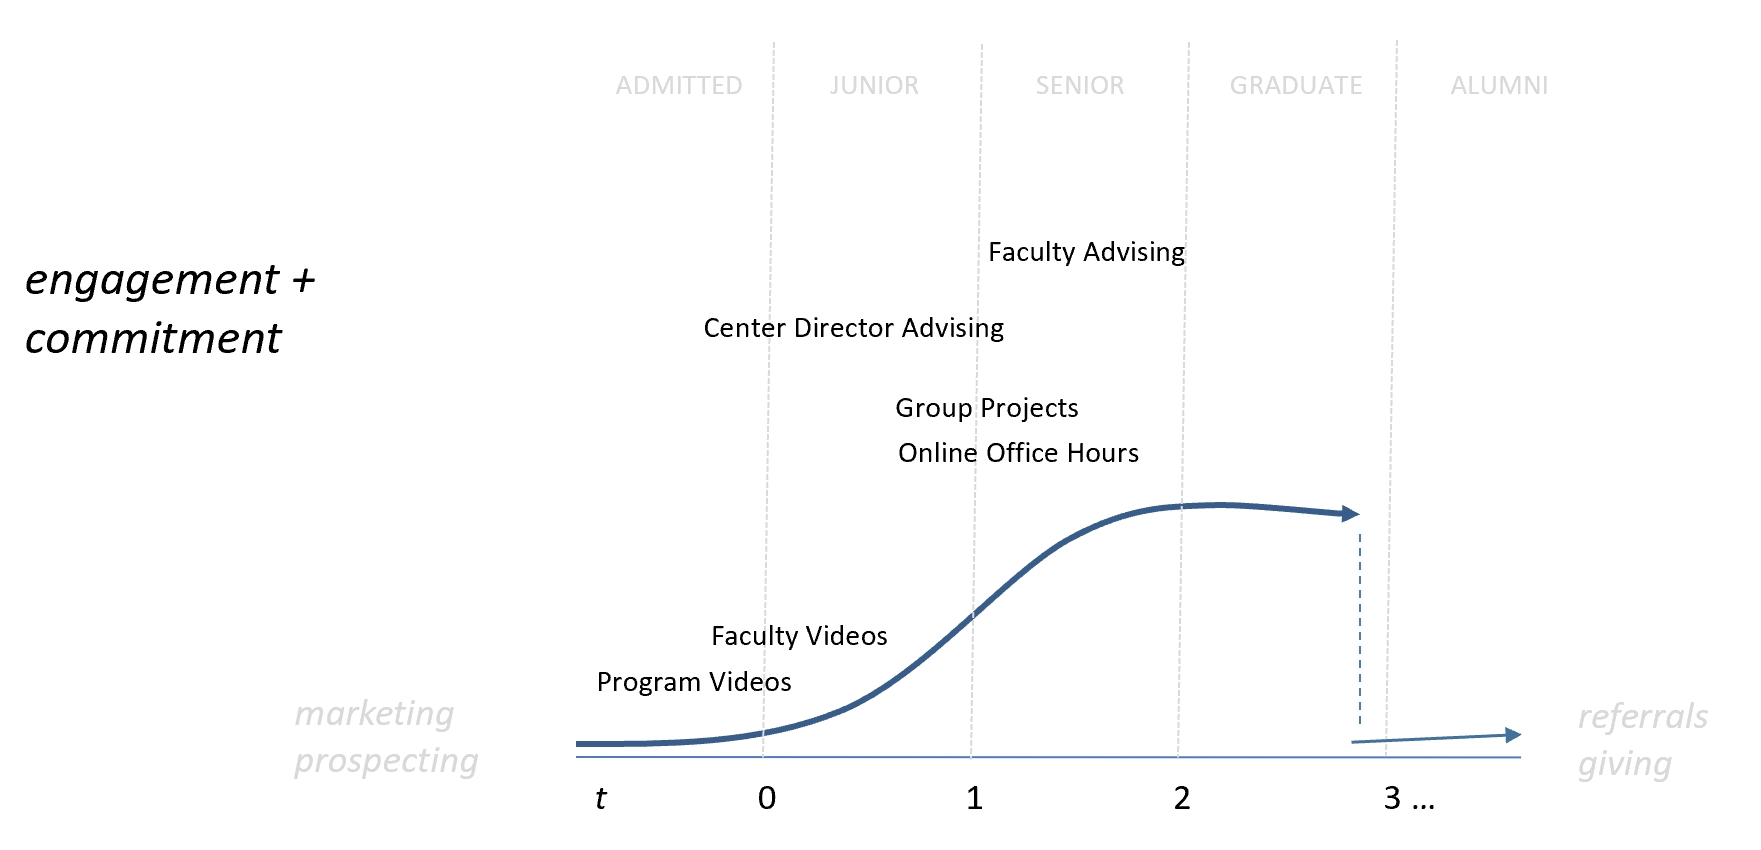 ADMITTED JUNIOR SENIOR GRADUATE ALUMNI
Faculty Advising
engagement +
commitment
Center Director Advising
Group Projects
Online Office Hours
Faculty Videos
Program Videos
marketing
prospecting
referrals
giving
t 0 1 2 3 ...